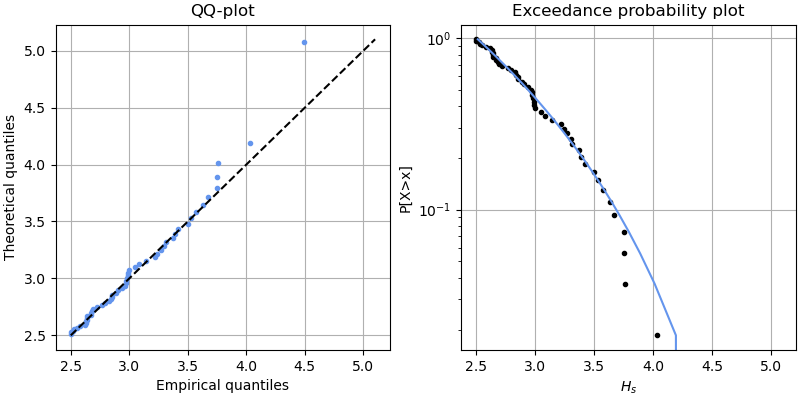 QQ-plot
Theoretical quantiles
5.0
4.5
4.0
3.5
3.0
2.5
2.5 3.0 3.5 4.0 4.5 5.0
Empirical quantiles
Exceedance probability plot
P[X>x]
10⁰
10⁻¹
2.5 3.0 3.5 4.0 4.5 5.0
Hₛ